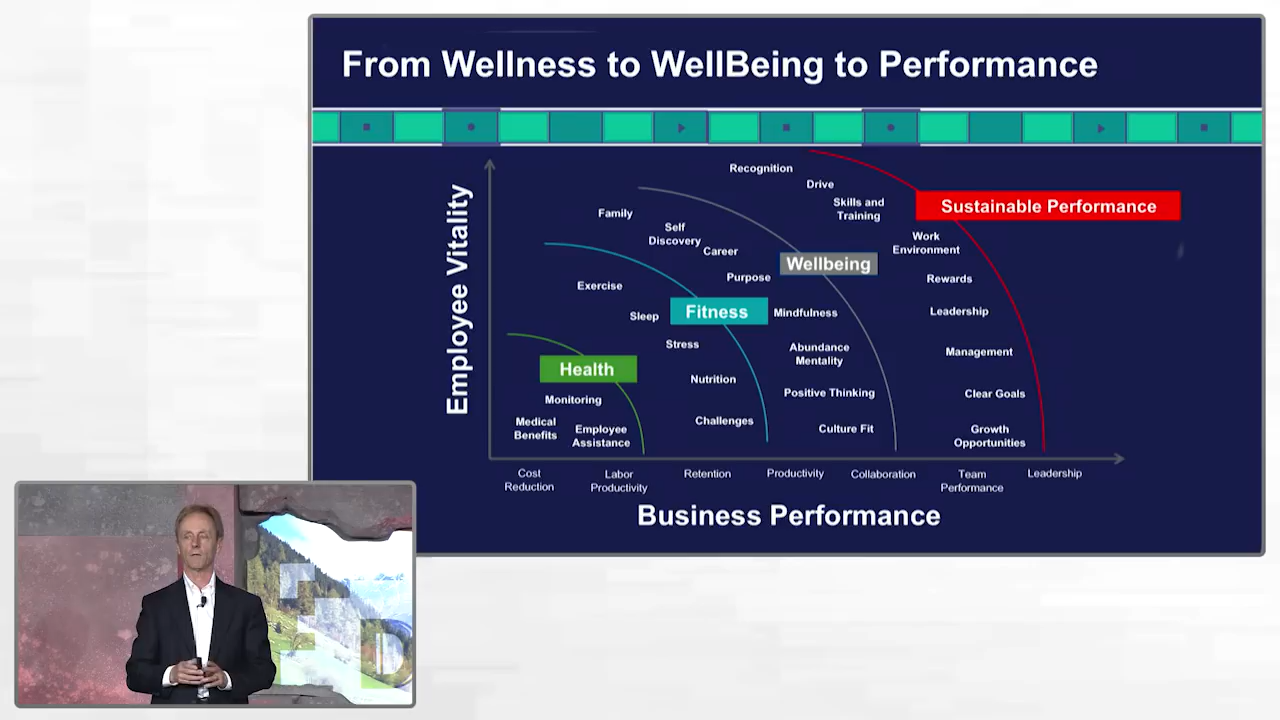 From Wellness to WellBeing to Performance
Employee Vitality
Recognition
Drive
Skills and
Training
Sustainable Performance
Family
Self
Discovery
Career
Work
Environment
Wellbeing
Purpose
Rewards
Exercise
Fitness
Mindfulness
Leadership
Sleep
Stress
Abundance
Mentality
Management
Health
Nutrition
Positive Thinking
Clear Goals
Monitoring
Medical
Benefits
Employee
Assistance
Challenges
Culture Fit
Growth
Opportunities
Cost
Reduction
Labor
Productivity
Retention
Productivity
Collaboration
Team
Performance
Leadership
Business Performance